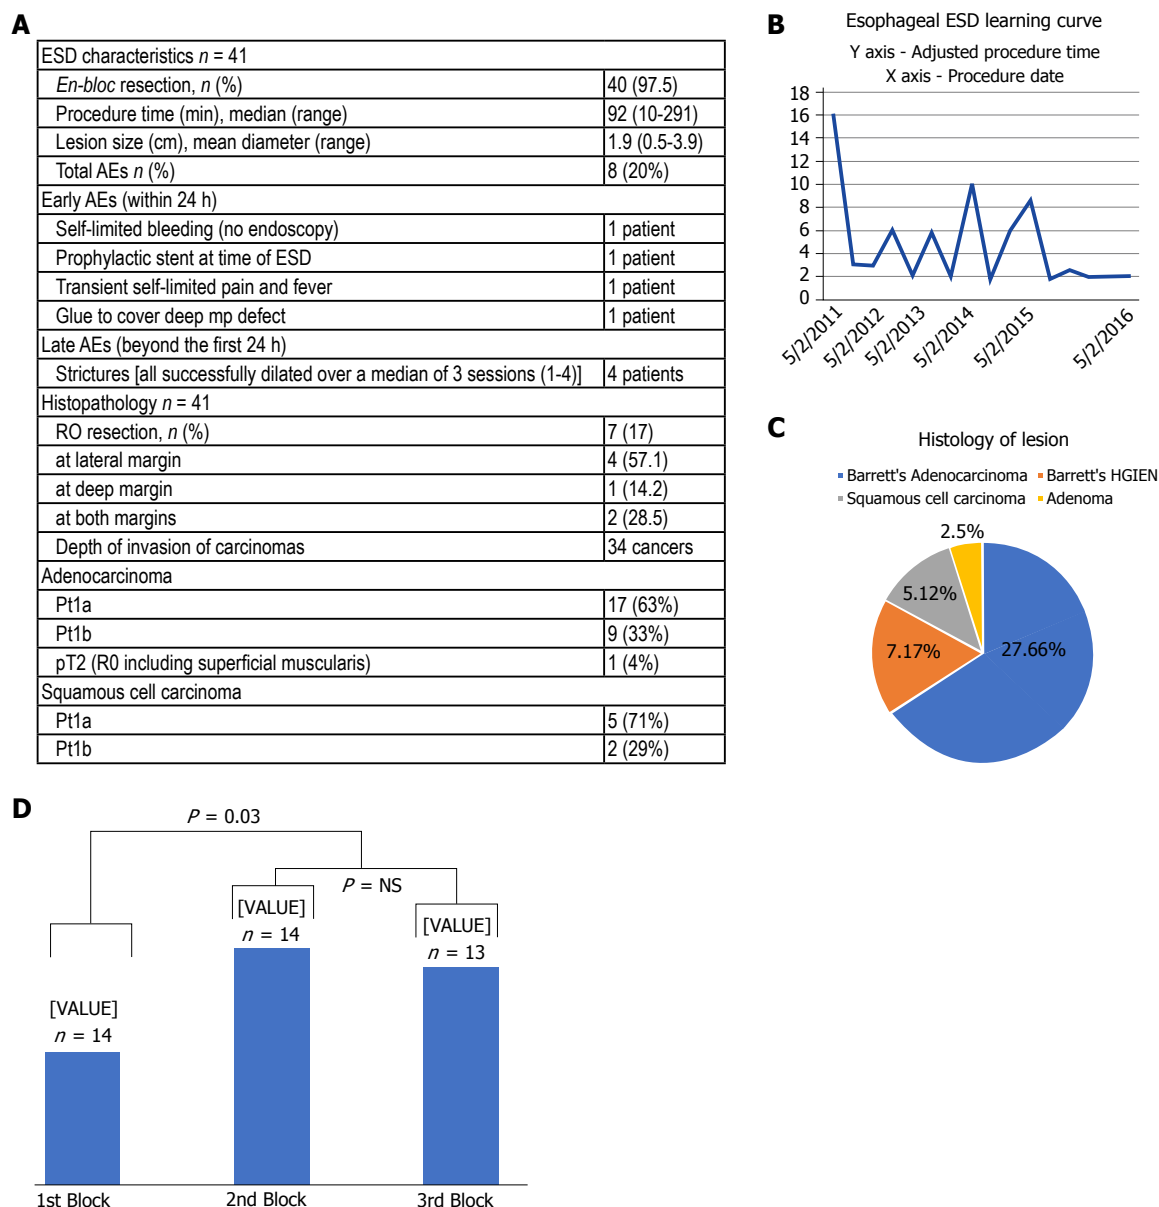 A
ESD characteristics n = 41
En-bloc resection, n (%) 40 (97.5)
Procedure time (min), median (range) 92 (10-291)
Lesion size (cm), mean diameter (range) 1.9 (0.5-3.9)
Total AEs n (%) 8 (20%)
Early AEs (within 24 h)
Self-limited bleeding (no endoscopy) 1 patient
Prophylactic stent at time of ESD 1 patient
Transient self-limited pain and fever 1 patient
Glue to cover deep mp defect 1 patient
Late AEs (beyond the first 24 h)
Strictures [all successfully dilated over a median of 3 sessions (1-4)] 4 patients
Histopathology n = 41
RO resection, n (%) 7 (17)
at lateral margin 4 (57.1)
at deep margin 1 (14.2)
at both margins 2 (28.5)
Depth of invasion of carcinomas 34 cancers
Adenocarcinoma
Pt1a 17 (63%)
Pt1b 9 (33%)
pT2 (R0 including superficial muscularis) 1 (4%)
Squamous cell carcinoma
Pt1a 5 (71%)
Pt1b 2 (29%)
B
Esophageal ESD learning curve
Y axis - Adjusted procedure time
X axis - Procedure date
18
16
14
12
10
8
6
4
2
0
5/2/2011 5/2/2012 5/2/2013 5/2/2014 5/2/2015 5/2/2016
C
Histology of lesion
Barrett's Adenocarcinoma Barrett's HGIEN
Squamous cell carcinoma Adenoma
2.5%
5.12%
7.17% 27.66%
D
P = 0.03
P = NS
[VALUE]
n = 14
[VALUE]
n = 13
[VALUE]
n = 14
1st Block 2nd Block 3rd Block